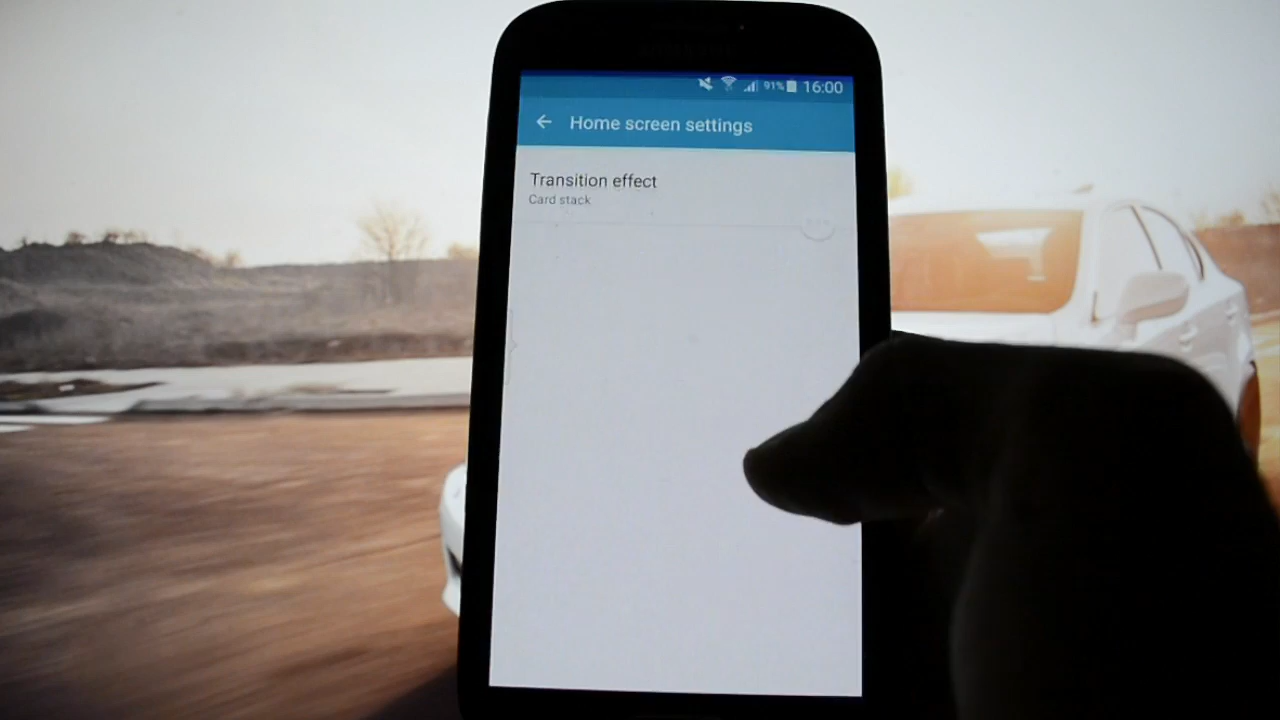 91% 16:00
Home screen settings
Transition effect
Card stack